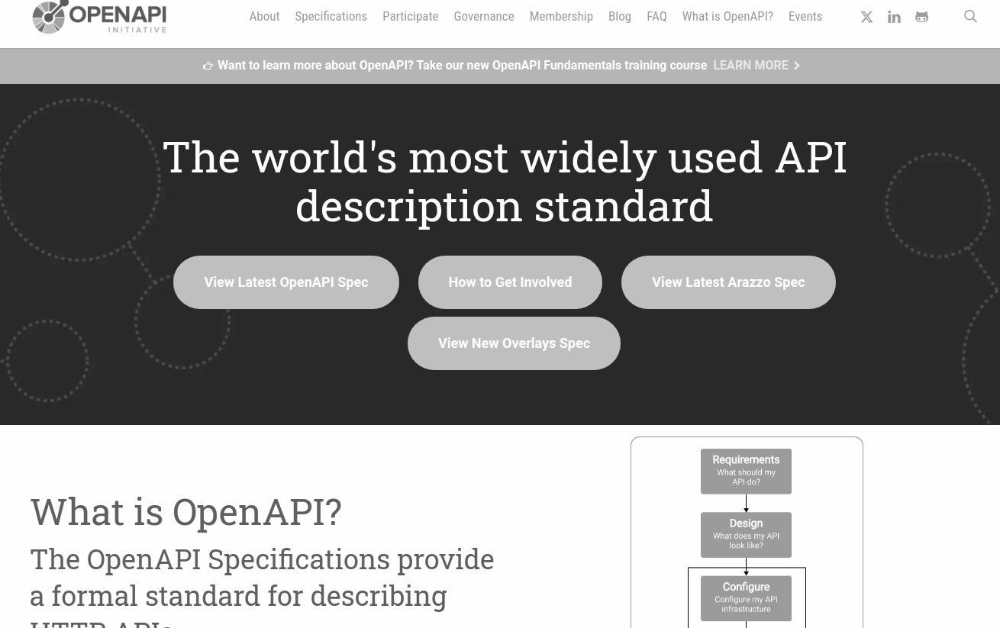 OPENAPI
INITIATIVE
About Specifications Participate Governance Membership Blog FAQ What is OpenAPI? Events
Want to learn more about OpenAPI? Take our new OpenAPI Fundamentals training course LEARN MORE
The world's most widely used API
description standard
View Latest OpenAPI Spec
How to Get Involved
View Latest Arazzo Spec
View New Overlays Spec
What is OpenAPI?
The OpenAPI Specifications provide
a formal standard for describing
HTTP APIs.
Requirements
What should my
API do?
Design
What does my API
look like?
Configure
Configure my API
infrastructure